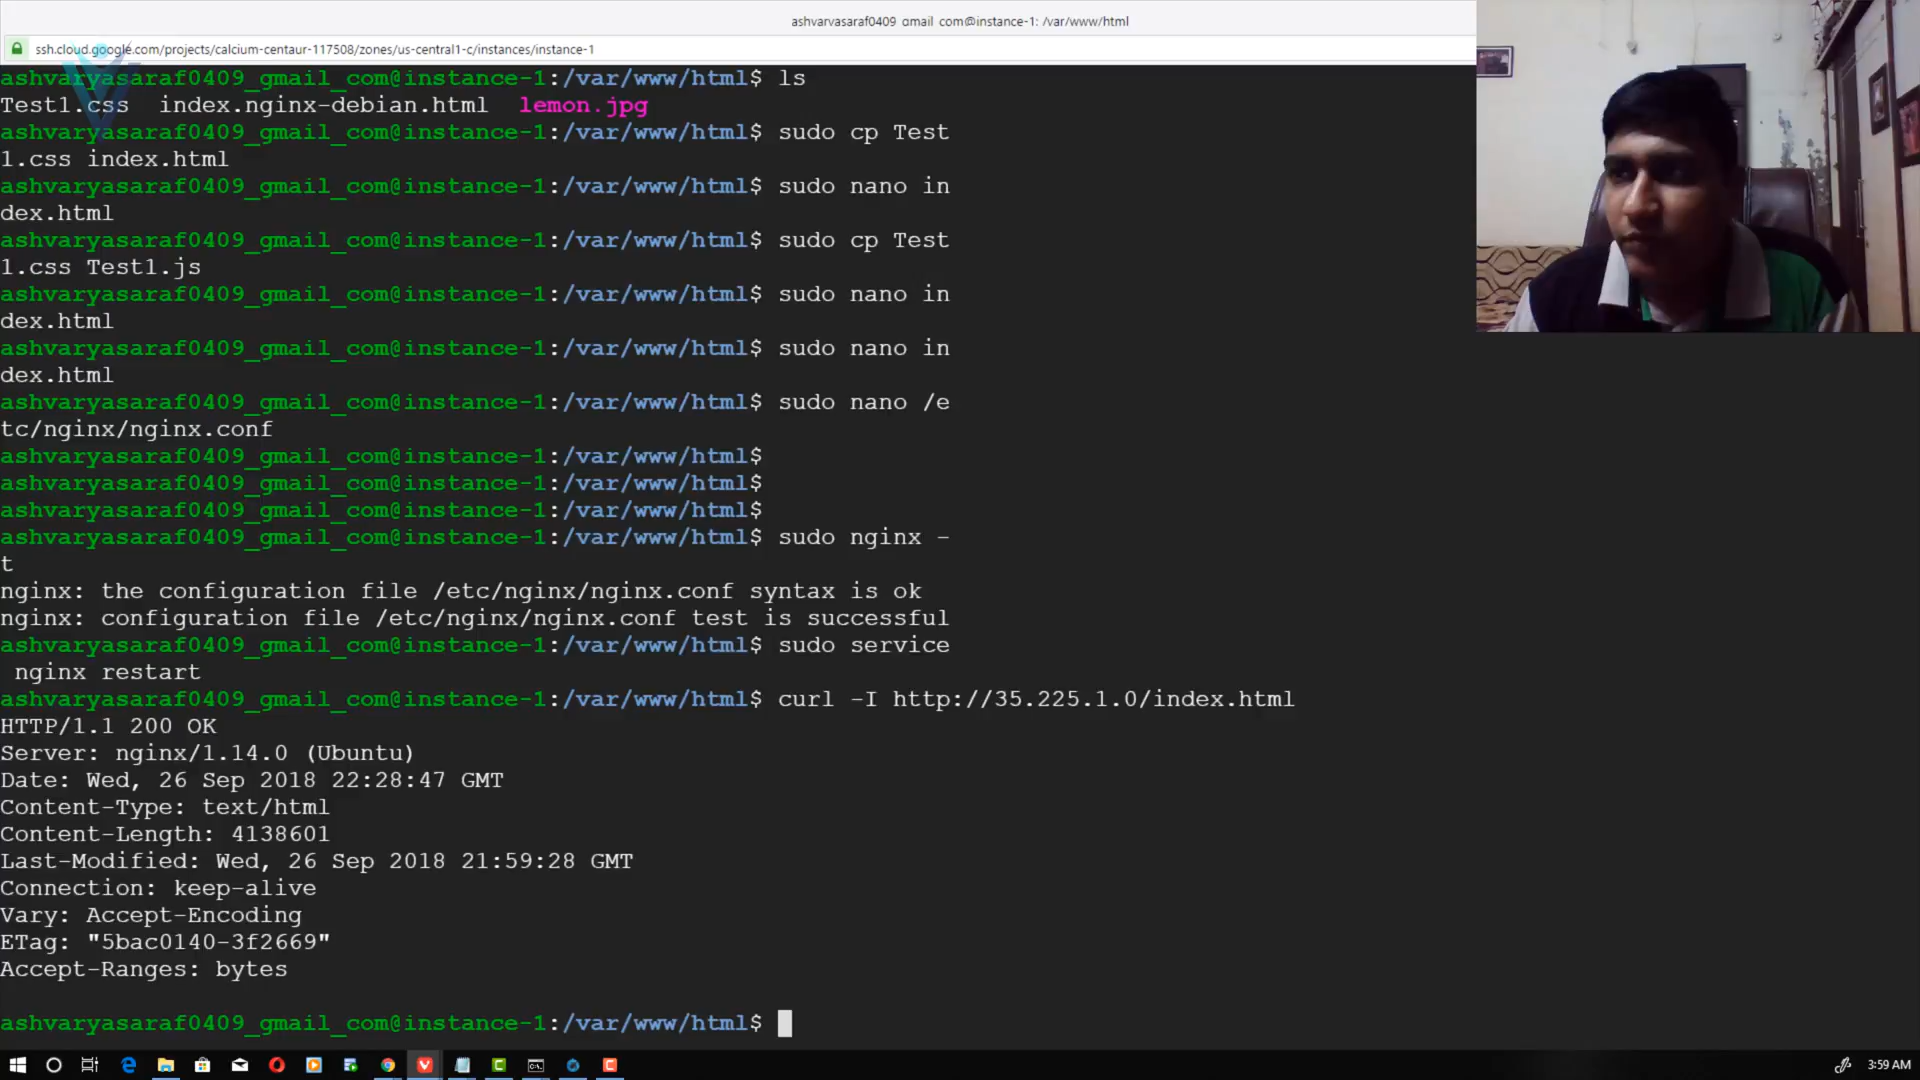 ashvaryasaraf0409_gmail_com@instance-1: /var/www/html
ssh.cloud.google.com/projects/calcium-centaur-117508/zones/us-central1-c/instances/instance-1
ashvaryasaraf0409_gmail_com@instance-1:/var/www/html$ ls
Test1.css  index.nginx-debian.html  lemon.jpg
ashvaryasaraf0409_gmail_com@instance-1:/var/www/html$ sudo cp Test
1.css index.html
ashvaryasaraf0409_gmail_com@instance-1:/var/www/html$ sudo nano in
dex.html
ashvaryasaraf0409_gmail_com@instance-1:/var/www/html$ sudo cp Test
1.css Test1.js
ashvaryasaraf0409_gmail_com@instance-1:/var/www/html$ sudo nano in
dex.html
ashvaryasaraf0409_gmail_com@instance-1:/var/www/html$ sudo nano in
dex.html
ashvaryasaraf0409_gmail_com@instance-1:/var/www/html$ sudo nano /e
tc/nginx/nginx.conf
ashvaryasaraf0409_gmail_com@instance-1:/var/www/html$
ashvaryasaraf0409_gmail_com@instance-1:/var/www/html$
ashvaryasaraf0409_gmail_com@instance-1:/var/www/html$
ashvaryasaraf0409_gmail_com@instance-1:/var/www/html$ sudo nginx -
t
nginx: the configuration file /etc/nginx/nginx.conf syntax is ok
nginx: configuration file /etc/nginx/nginx.conf test is successful
ashvaryasaraf0409_gmail_com@instance-1:/var/www/html$ sudo service
 nginx restart
ashvaryasaraf0409_gmail_com@instance-1:/var/www/html$ curl -I http://35.225.1.0/index.html
HTTP/1.1 200 OK
Server: nginx/1.14.0 (Ubuntu)
Date: Wed, 26 Sep 2018 22:28:47 GMT
Content-Type: text/html
Content-Length: 4138601
Last-Modified: Wed, 26 Sep 2018 21:59:28 GMT
Connection: keep-alive
Vary: Accept-Encoding
ETag: "5bac0140-3f2669"
Accept-Ranges: bytes
ashvaryasaraf0409_gmail_com@instance-1:/var/www/html$
3:59 AM